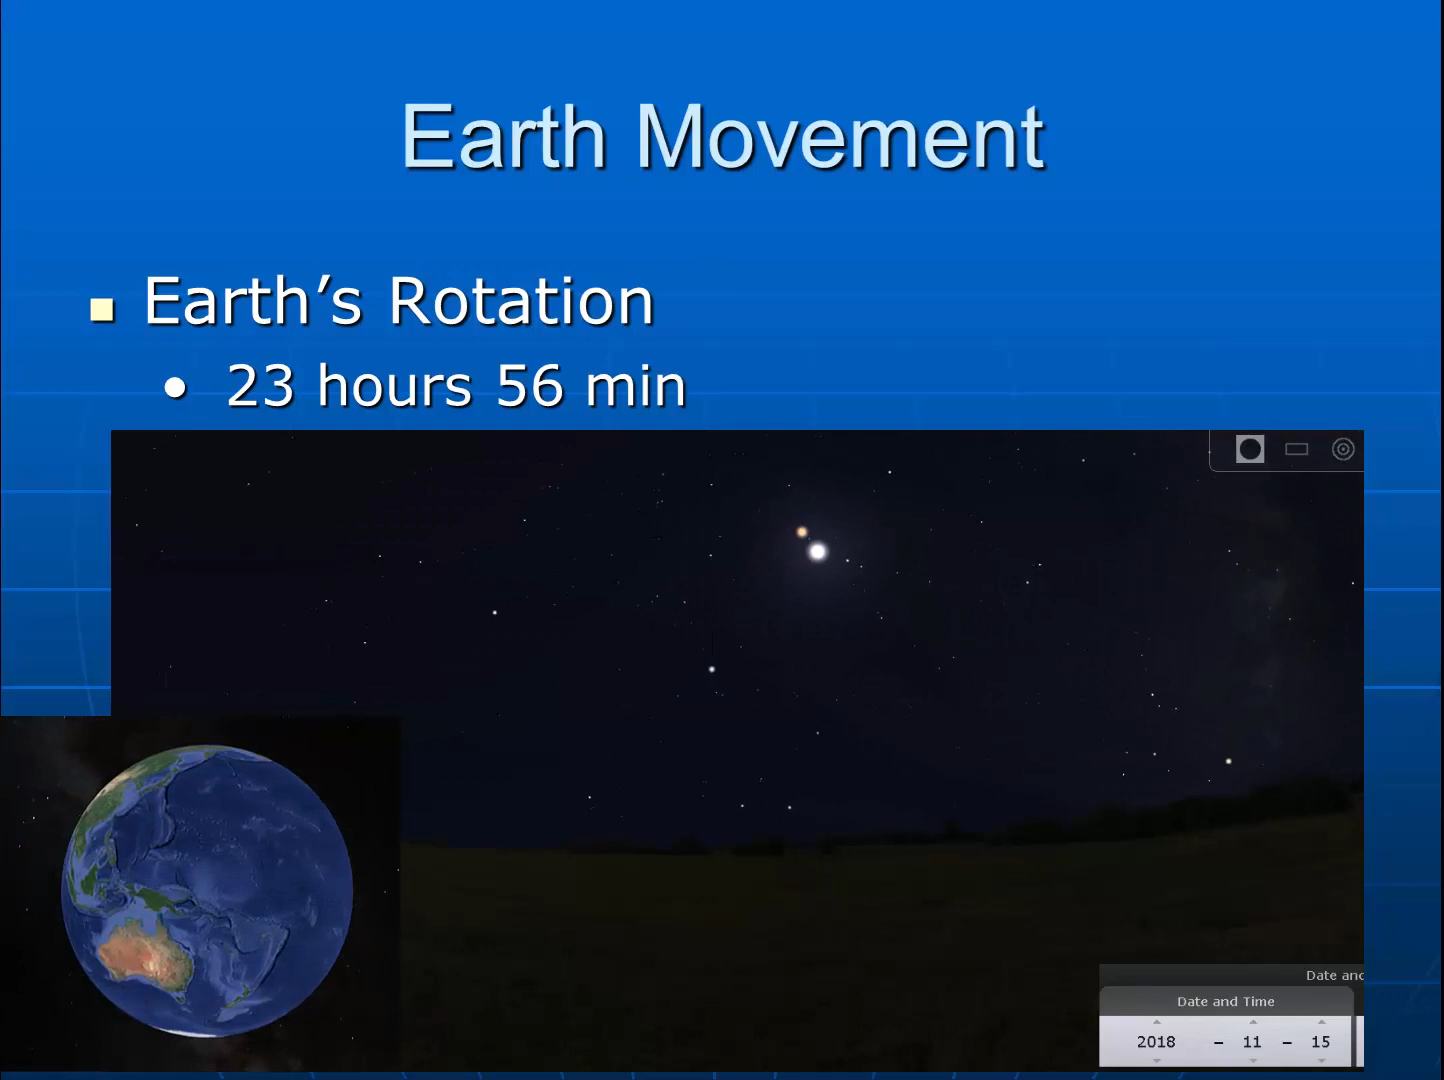 Earth Movement
Earth’s Rotation
23 hours 56 min
Date and
Date and Time
2018 – 11 – 15